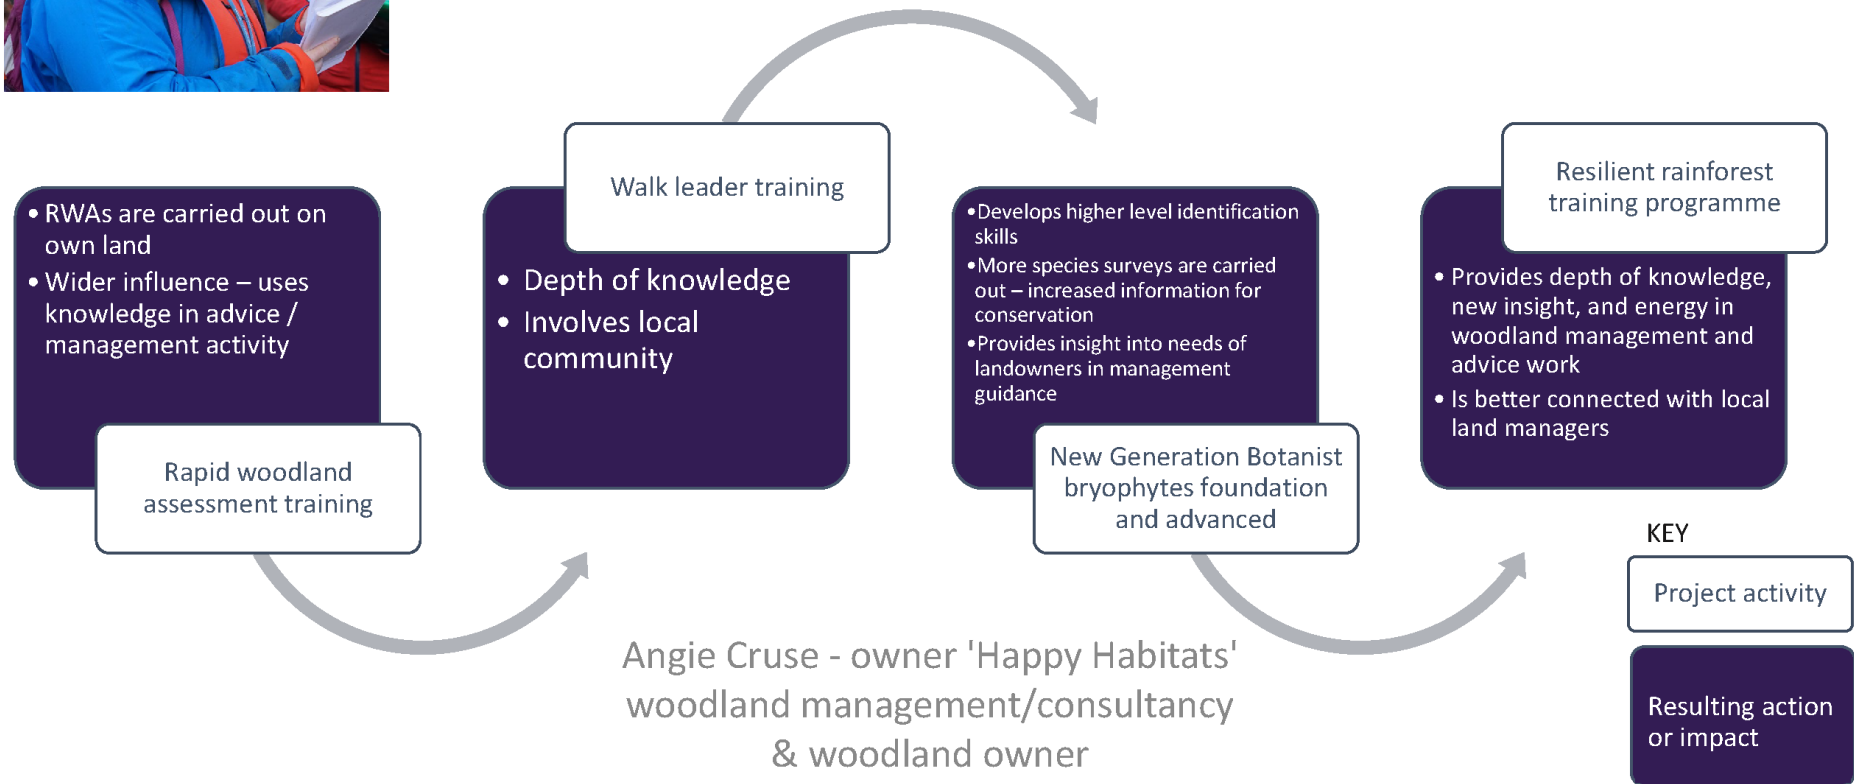 • RWAs are carried out on
own land
• Wider influence – uses
knowledge in advice /
management activity
Rapid woodland
assessment training
Walk leader training
• Depth of knowledge
• Involves local
community
•Develops higher level identification
skills
•More species surveys are carried
out – increased information for
conservation
•Provides insight into needs of
landowners in management
guidance
New Generation Botanist
bryophytes foundation
and advanced
Resilient rainforest
training programme
• Provides depth of knowledge,
new insight, and energy in
woodland management and
advice work
• Is better connected with local
land managers
KEY
Project activity
Resulting action
or impact
Angie Cruse - owner 'Happy Habitats'
woodland management/consultancy
& woodland owner